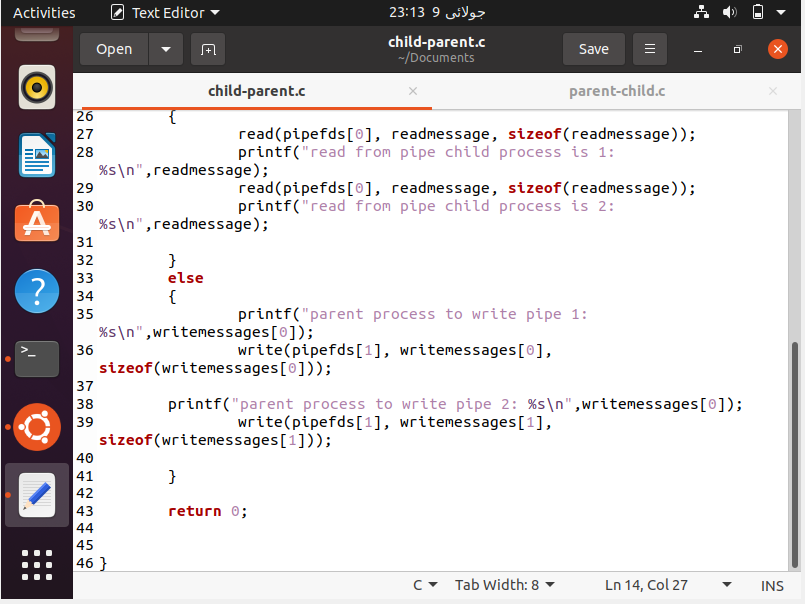 Activities
Text Editor
23:13 9 جولائی
Open
child-parent.c
~/Documents
Save
child-parent.c
parent-child.c
26 {
27 read(pipefds[0], readmessage, sizeof(readmessage));
28 printf("read from pipe child process is 1:
%s\n",readmessage);
29 read(pipefds[0], readmessage, sizeof(readmessage));
30 printf("read from pipe child process is 2:
%s\n",readmessage);
31
32 }
33 else
34 {
35 printf("parent process to write pipe 1:
%s\n",writemessages[0]);
36 write(pipefds[1], writemessages[0],
sizeof(writemessages[0]));
37
38 printf("parent process to write pipe 2: %s\n",writemessages[0]);
39 write(pipefds[1], writemessages[1],
sizeof(writemessages[1]));
40
41 }
42
43 return 0;
44
45
46 }
C
Tab Width: 8
Ln 14, Col 27
INS